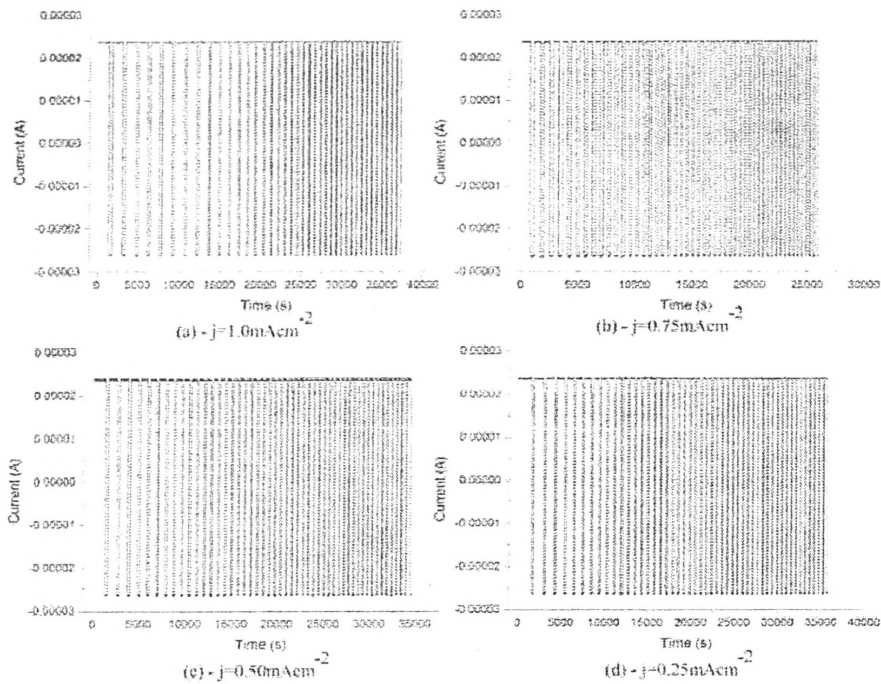 0.00003
0.00002
0.00001
0.00000
-0.00001
-0.00002
-0.00003
Current (A)
0 5000 10000 15000 20000 25000 30000 35000 40000
Time (s)
(a) - j=1.0mAcm-2
0.00003
0.00002
0.00001
0.00000
-0.00001
-0.00002
-0.00003
Current (A)
0 5000 10000 15000 20000 25000 30000
Time (s)
(b) - j=0.75mAcm-2
0.00003
0.00002
0.00001
0.00000
-0.00001
-0.00002
-0.00003
Current (A)
0 5000 10000 15000 20000 25000 30000 35000
Time (s)
(c) - j=0.50mAcm-2
0.00003
0.00002
0.00001
0.00000
-0.00001
-0.00002
-0.00003
Current (A)
0 5000 10000 15000 20000 25000 30000 35000 40000
Time (s)
(d) - j=0.25mAcm-2